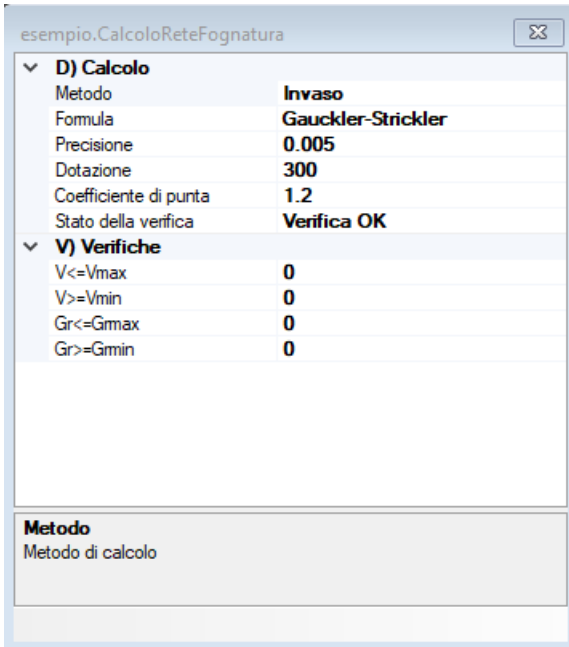 esempio.CalcoloReteFognatura
D) Calcolo
Metodo Invaso
Formula Gauckler-Strickler
Precisione 0.005
Dotazione 300
Coefficiente di punta 1.2
Stato della verifica Verifica OK
V) Verifiche
V<=Vmax 0
V>=Vmin 0
Gr<=Grmax 0
Gr>=Grmin 0
Metodo
Metodo di calcolo